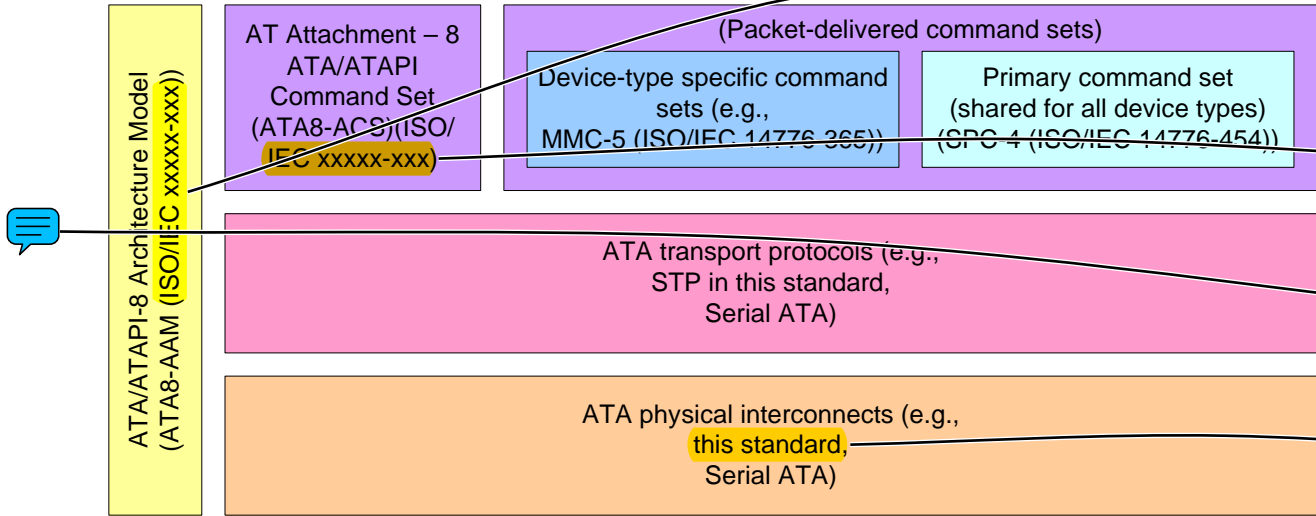 ATA/ATAPI-8 Architecture Model
(ATA8-AAM (ISO/IEC xxxxx-xxx))
AT Attachment – 8
ATA/ATAPI
Command Set
(ATA8-ACS)(ISO/
IEC xxxxx-xxx)
(Packet-delivered command sets)
Device-type specific command
sets (e.g.,
MMC-5 (ISO/IEC 14776-365))
Primary command set
(shared for all device types)
(SPC-4 (ISO/IEC 14776-454))
ATA transport protocols (e.g.,
STP in this standard,
Serial ATA)
ATA physical interconnects (e.g.,
this standard,
Serial ATA)